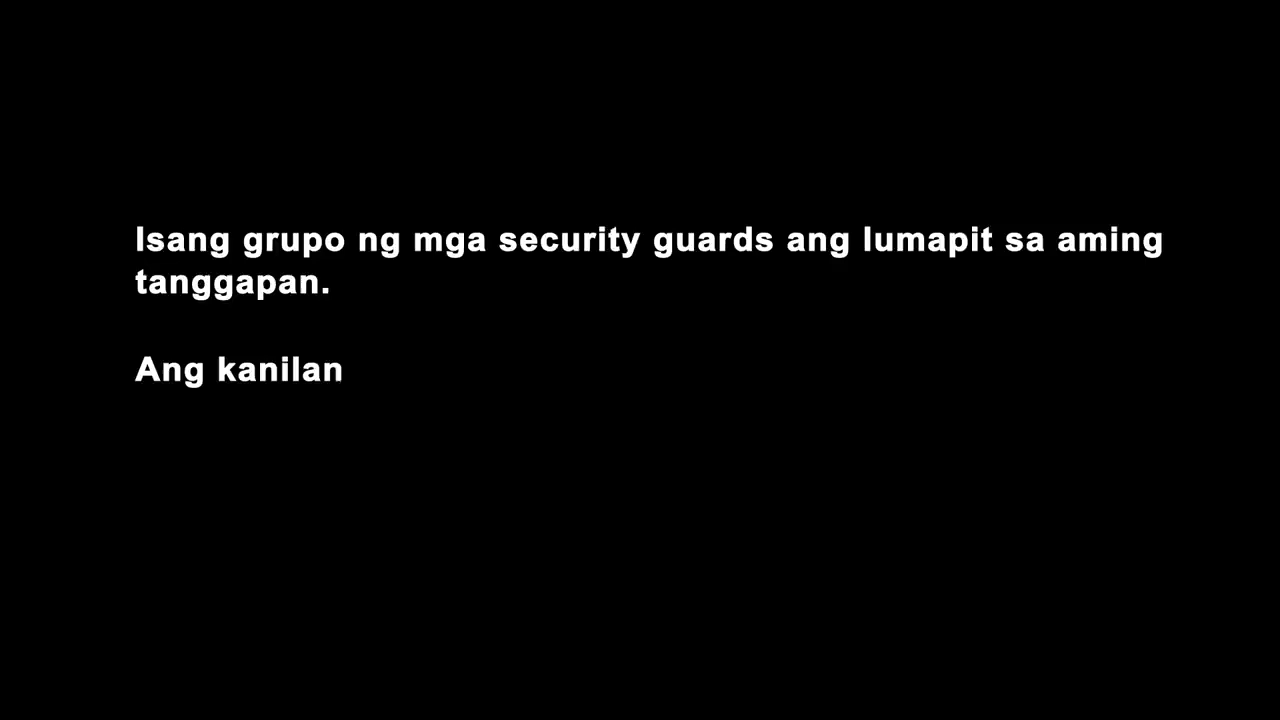 Isang grupo ng mga security guards ang lumapit sa aming
tanggapan.
Ang kanilan